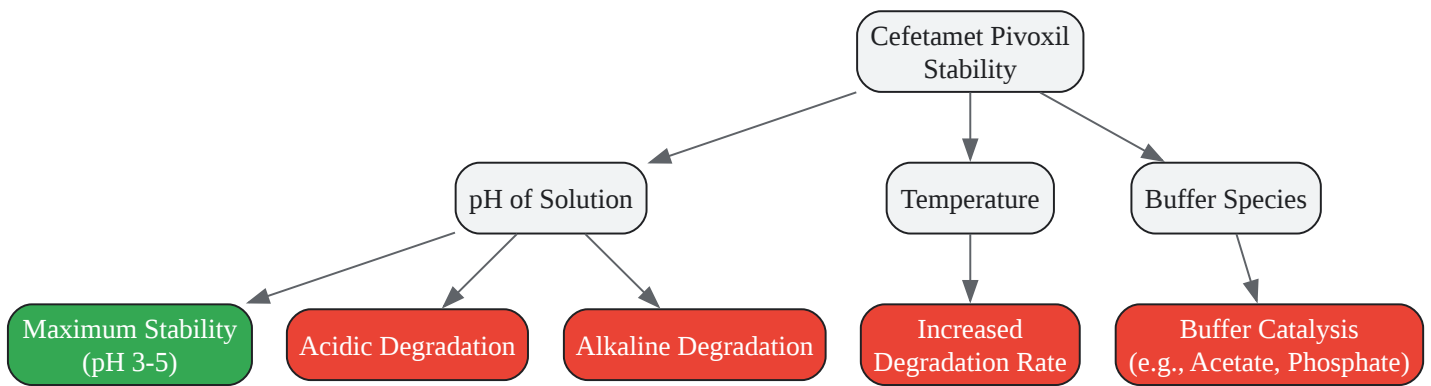 Cefetamet Pivoxil
Stability
pH of Solution
Temperature
Buffer Species
Maximum Stability
(pH 3-5)
Acidic Degradation
Alkaline Degradation
Increased
Degradation Rate
Buffer Catalysis
(e.g., Acetate, Phosphate)